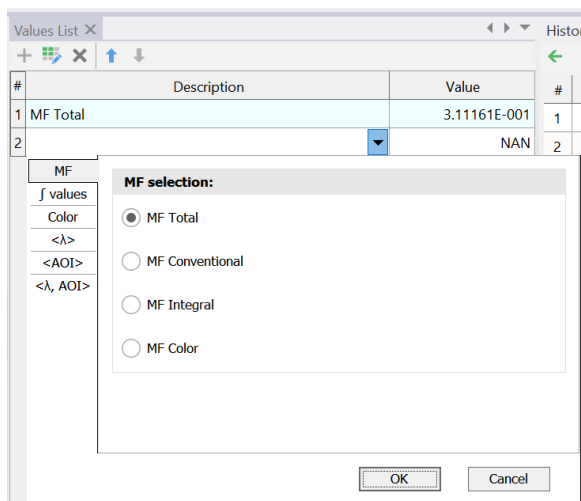 Values List
Histo
# Description Value
#
1 MF Total 3.11161E-001
1
2 NAN
2
MF
∫ values
Color
<λ>
<AOI>
<λ, AOI>
MF selection:
MF Total
MF Conventional
MF Integral
MF Color
OK Cancel